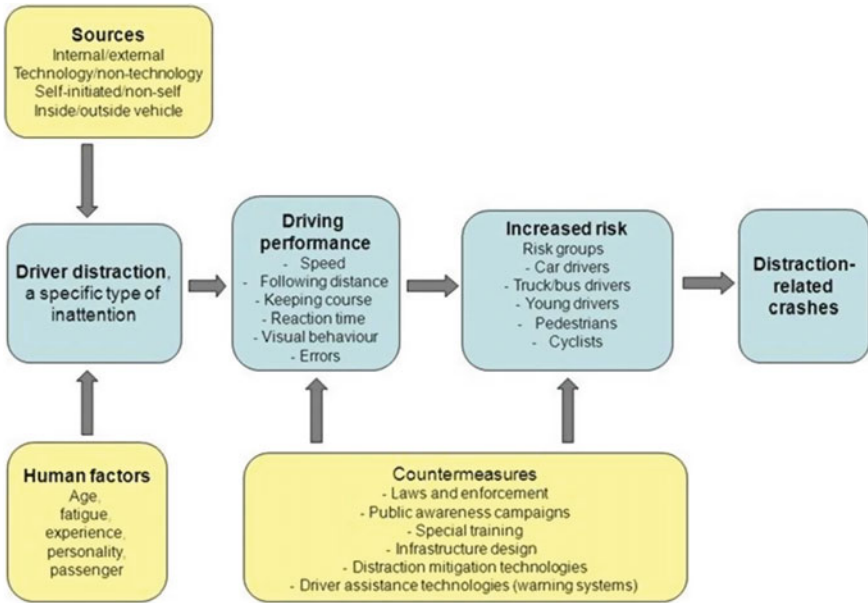 Sources
Internal/external
Technology/non-technology
Self-initiated/non-self
Inside/outside vehicle
Driver distraction,
a specific type of
inattention
Driving
performance
- Speed
- Following distance
- Keeping course
- Reaction time
- Visual behaviour
- Errors
Increased risk
Risk groups
- Car drivers
- Truck/bus drivers
- Young drivers
- Pedestrians
- Cyclists
Distraction-
related
crashes
Human factors
Age,
fatigue,
experience,
personality,
passenger
Countermeasures
- Laws and enforcement
- Public awareness campaigns
- Special training
- Infrastructure design
- Distraction mitigation technologies
- Driver assistance technologies (warning systems)